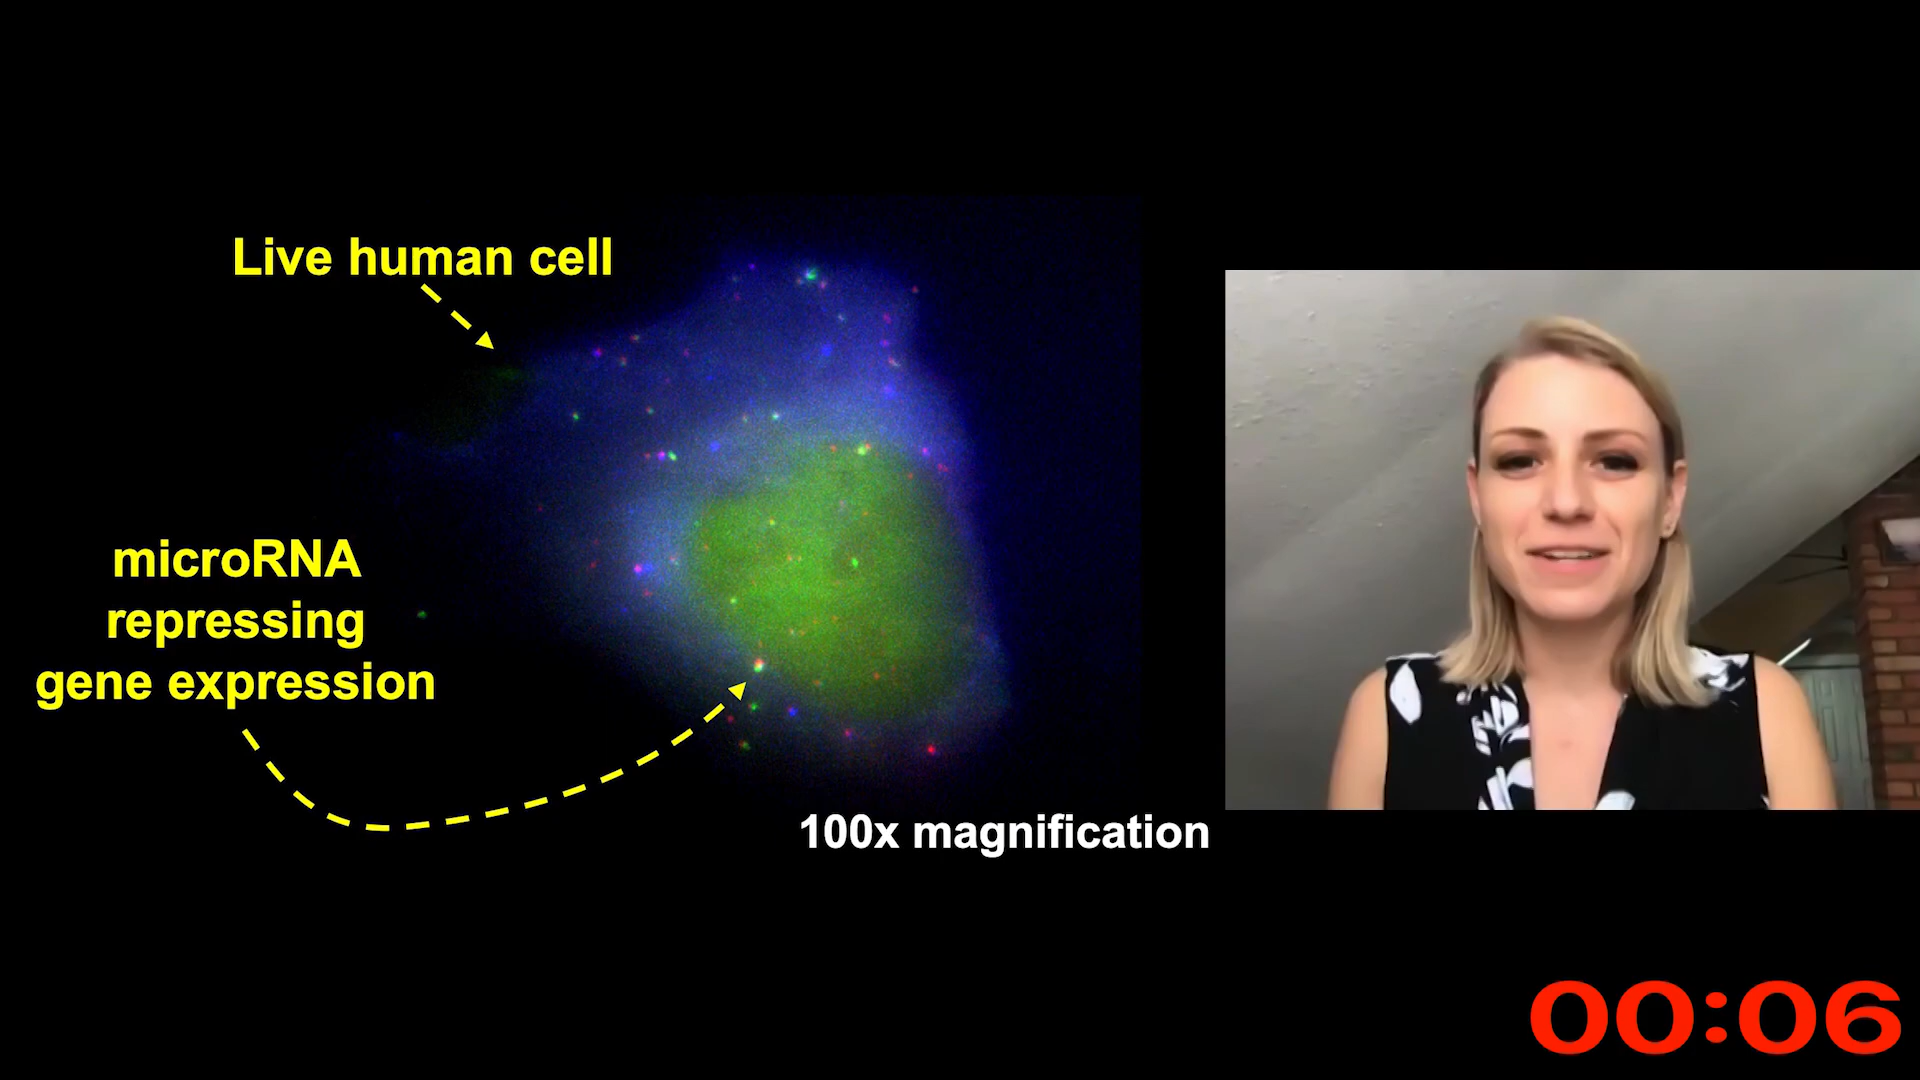 Live human cell
microRNA
repressing
gene expression
100x magnification
00:06